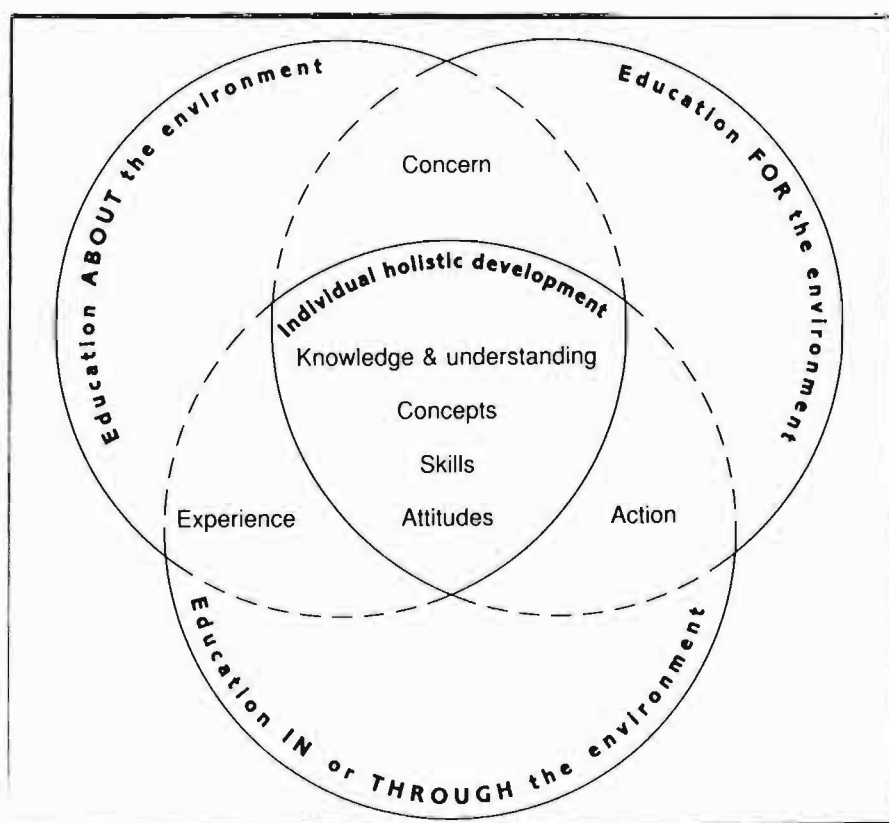 Education ABOUT the environment
Education FOR the environment
Concern
Individual holistic development
Knowledge & understanding
Concepts
Skills
Experience
Attitudes
Action
Education IN or THROUGH the environment